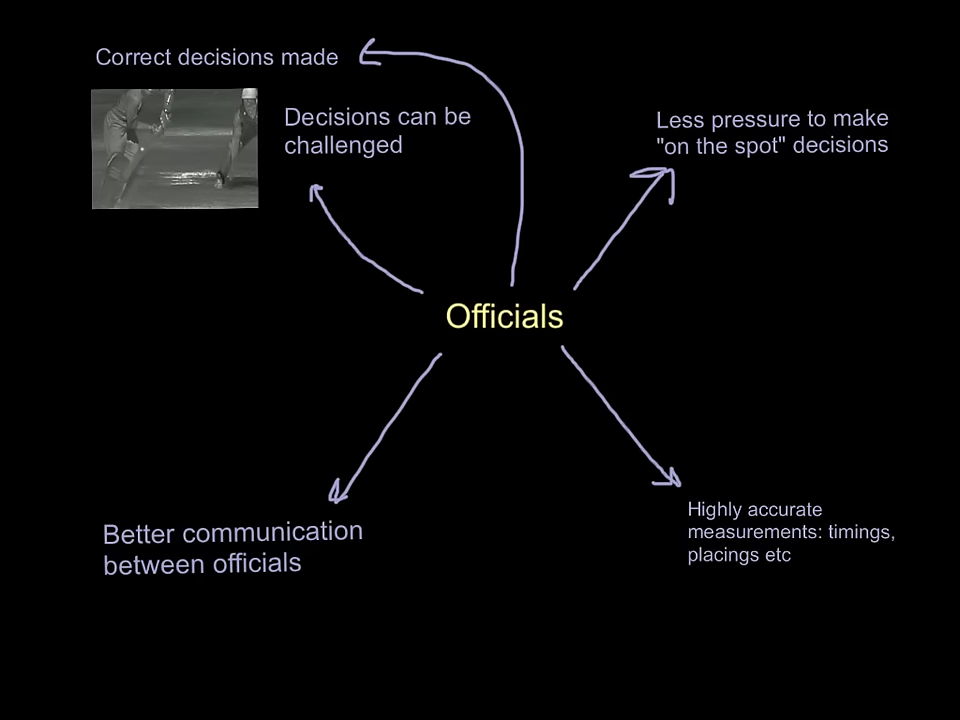 Correct decisions made
Decisions can be
challenged
Less pressure to make
"on the spot" decisions
Officials
Better communication
between officials
Highly accurate
measurements: timings,
placings etc